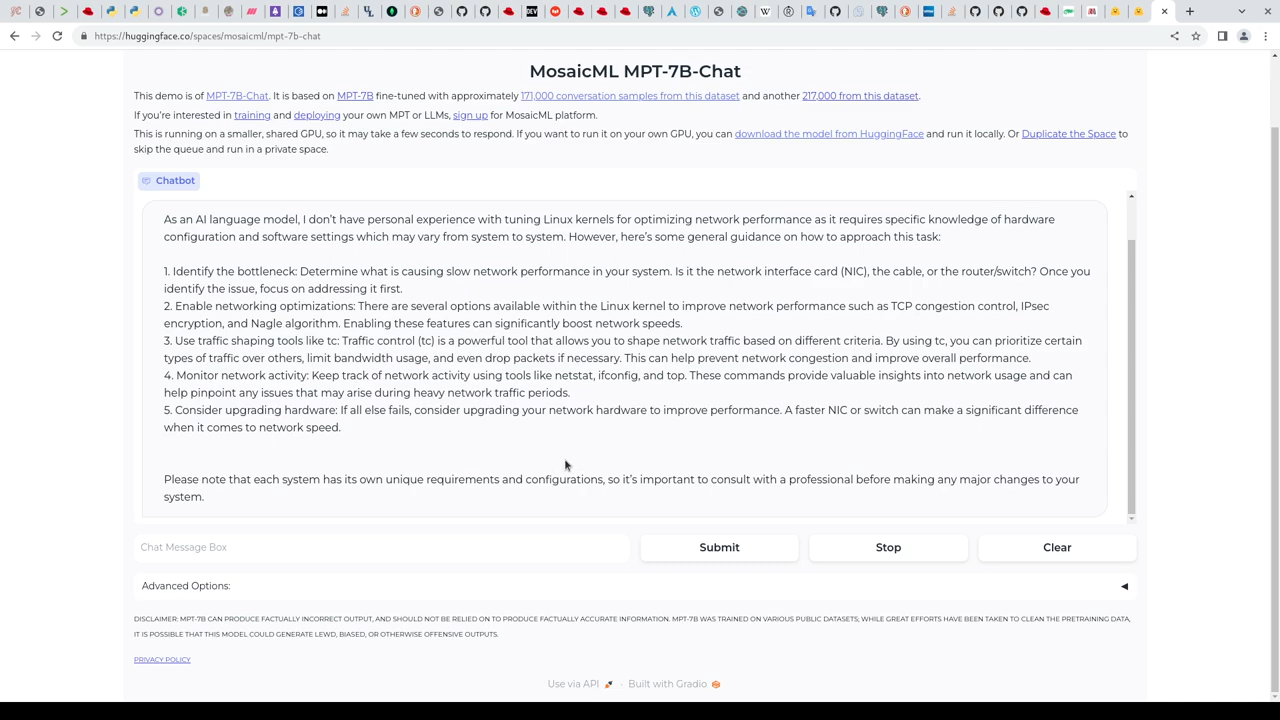 https://huggingface.co/spaces/mosaicml/mpt-7b-chat
MosaicML MPT-7B-Chat
This demo is of MPT-7B-Chat. It is based on MPT-7B fine-tuned with approximately 171,000 conversation samples from this dataset and another 217,000 from this dataset.
If you're interested in training and deploying your own MPT or LLMs, sign up for MosaicML platform.
This is running on a smaller, shared GPU, so it may take a few seconds to respond. If you want to run it on your own GPU, you can download the model from HuggingFace and run it locally. Or Duplicate the Space to
skip the queue and run in a private space.
Chatbot
As an AI language model, I don't have personal experience with tuning Linux kernels for optimizing network performance as it requires specific knowledge of hardware
configuration and software settings which may vary from system to system. However, here's some general guidance on how to approach this task:
1. Identify the bottleneck: Determine what is causing slow network performance in your system. Is it the network interface card (NIC), the cable, or the router/switch? Once you
identify the issue, focus on addressing it first.
2. Enable networking optimizations: There are several options available within the Linux kernel to improve network performance such as TCP congestion control, IPsec
encryption, and Nagle algorithm. Enabling these features can significantly boost network speeds.
3. Use traffic shaping tools like tc: Traffic control (tc) is a powerful tool that allows you to shape network traffic based on different criteria. By using tc, you can prioritize certain
types of traffic over others, limit bandwidth usage, and even drop packets if necessary. This can help prevent network congestion and improve overall performance.
4. Monitor network activity: Keep track of network activity using tools like netstat, ifconfig, and top. These commands provide valuable insights into network usage and can
help pinpoint any issues that may arise during heavy network traffic periods.
5. Consider upgrading hardware: If all else fails, consider upgrading your network hardware to improve performance. A faster NIC or switch can make a significant difference
when it comes to network speed.
Please note that each system has its own unique requirements and configurations, so it's important to consult with a professional before making any major changes to your
system.
Chat Message Box
Submit
Stop
Clear
Advanced Options:
DISCLAIMER: MPT-7B CAN PRODUCE FACTUALLY INCORRECT OUTPUT, AND SHOULD NOT BE RELIED ON TO PRODUCE FACTUALLY ACCURATE INFORMATION. MPT-7B WAS TRAINED ON VARIOUS PUBLIC DATASETS; WHILE GREAT EFFORTS HAVE BEEN TAKEN TO CLEAN THE PRETRAINING DATA,
IT IS POSSIBLE THAT THIS MODEL COULD GENERATE LEWD, BIASED, OR OTHERWISE OFFENSIVE OUTPUTS.
PRIVACY POLICY
Use via API · Built with Gradio